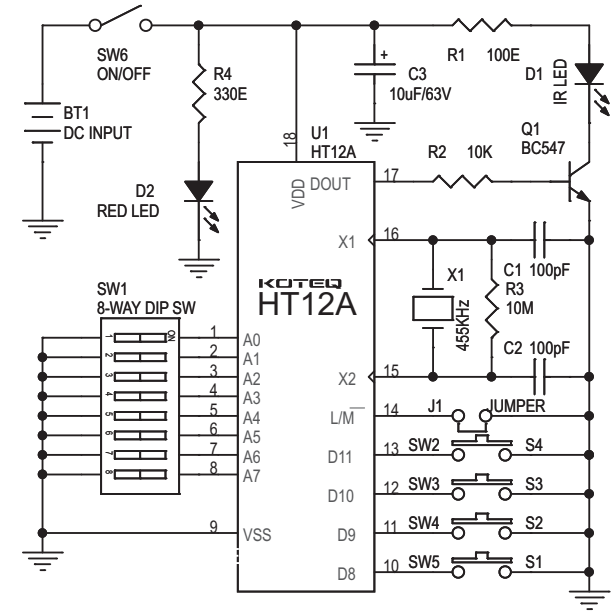 SW6
ON/OFF
R4
330E
+
C3
10uF/63V
R1 100E
D1
IR LED
BT1
DC INPUT
18
U1
HT12A
Q1
BC547
R2 10K
D2
RED LED
VDD
DOUT
17
X1
16
C1 100pF
KOTEQ
HT12A
X1
455KHz
R3
10M
C2 100pF
SW1
8-WAY DIP SW
ON
1
2
3
4
5
6
7
8
1 A0
2 A1
3 A2
4 A3
5 A4
6 A5
7 A6
8 A7
9 VSS
X2 15
L/M̅ 14 J1 JUMPER
D11 13 SW2 S4
D10 12 SW3 S3
D9 11 SW4 S2
D8 10 SW5 S1